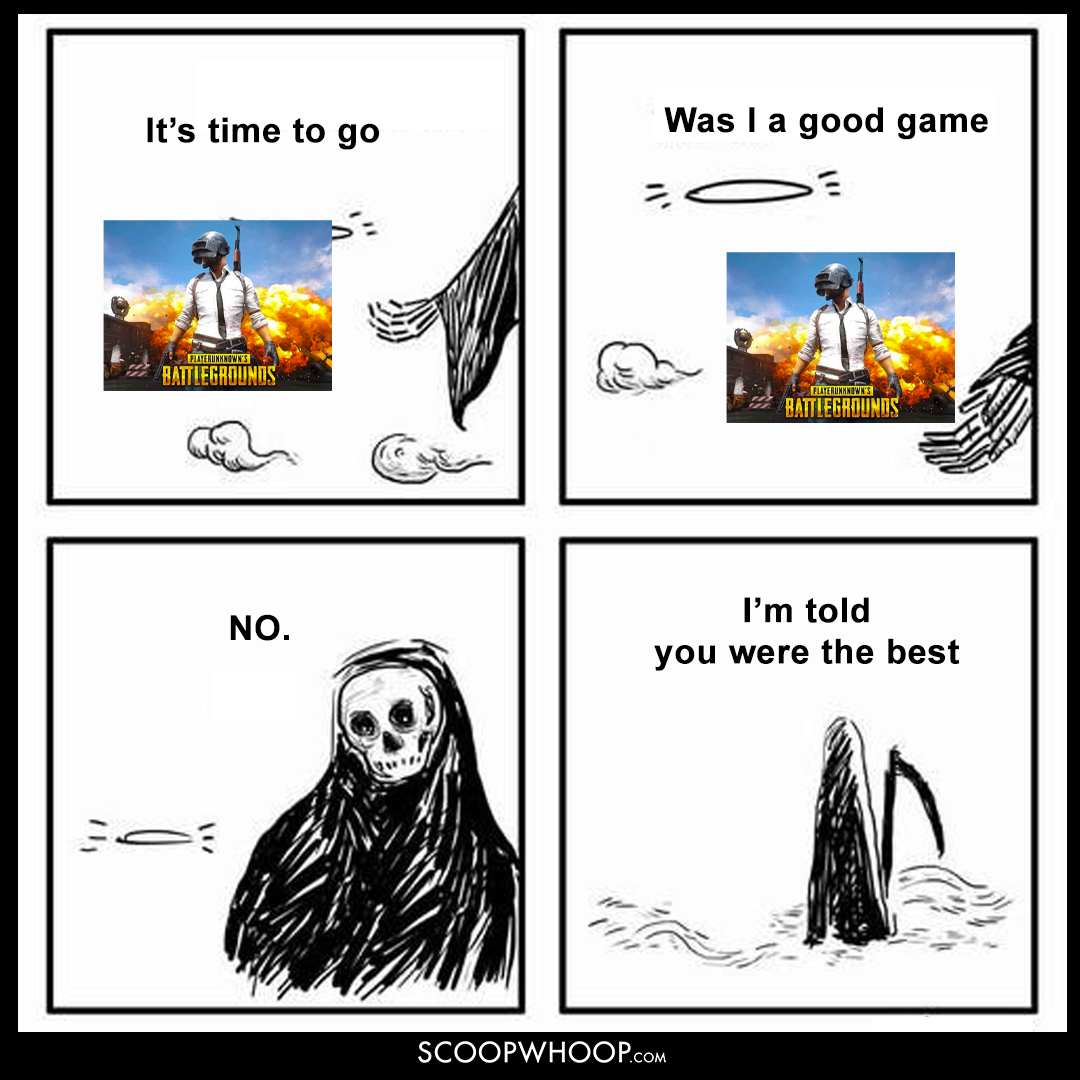 It's time to go
PLAYERUNKNOWN'S
BATTLEGROUNDS
Was I a good game
PLAYERUNKNOWN'S
BATTLEGROUNDS
NO.
I'm told
you were the best
SCOOPWHOOP.COM